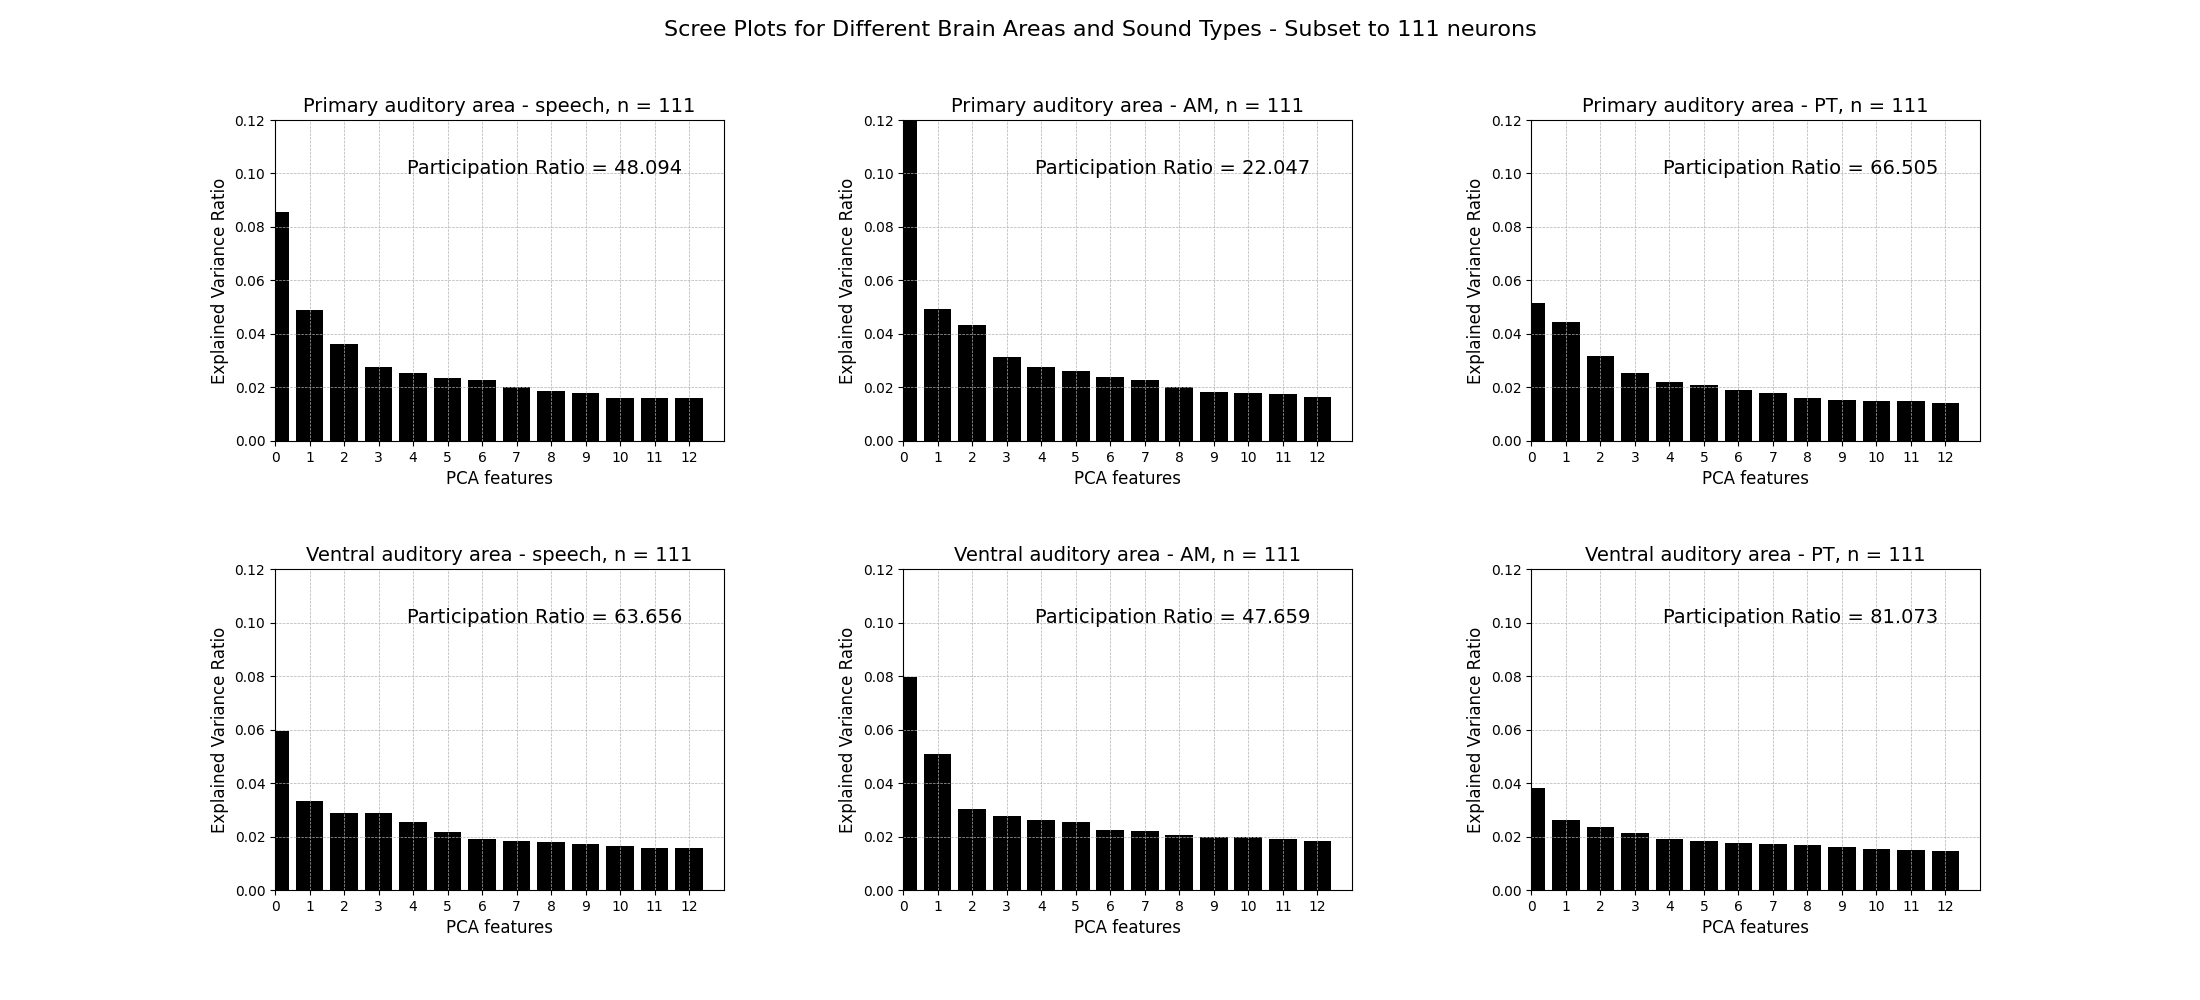 Scree Plots for Different Brain Areas and Sound Types - Subset to 111 neurons
Primary auditory area - speech, n = 111
Participation Ratio = 48.094
Explained Variance Ratio
0.12
0.10
0.08
0.06
0.04
0.02
0.00
0 1 2 3 4 5 6 7 8 9 10 11 12
PCA features
Primary auditory area - AM, n = 111
Participation Ratio = 22.047
Explained Variance Ratio
0.12
0.10
0.08
0.06
0.04
0.02
0.00
0 1 2 3 4 5 6 7 8 9 10 11 12
PCA features
Primary auditory area - PT, n = 111
Participation Ratio = 66.505
Explained Variance Ratio
0.12
0.10
0.08
0.06
0.04
0.02
0.00
0 1 2 3 4 5 6 7 8 9 10 11 12
PCA features
Ventral auditory area - speech, n = 111
Participation Ratio = 63.656
Explained Variance Ratio
0.12
0.10
0.08
0.06
0.04
0.02
0.00
0 1 2 3 4 5 6 7 8 9 10 11 12
PCA features
Ventral auditory area - AM, n = 111
Participation Ratio = 47.659
Explained Variance Ratio
0.12
0.10
0.08
0.06
0.04
0.02
0.00
0 1 2 3 4 5 6 7 8 9 10 11 12
PCA features
Ventral auditory area - PT, n = 111
Participation Ratio = 81.073
Explained Variance Ratio
0.12
0.10
0.08
0.06
0.04
0.02
0.00
0 1 2 3 4 5 6 7 8 9 10 11 12
PCA features